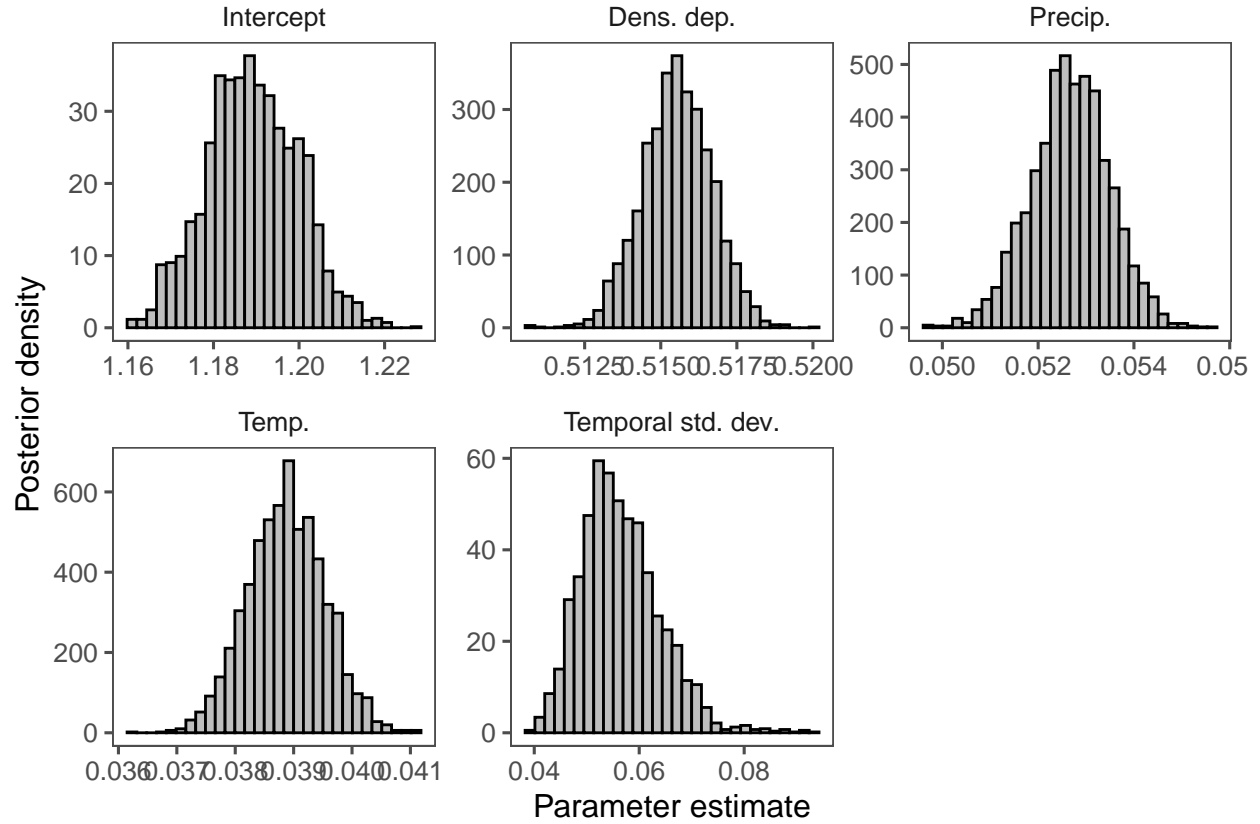 Intercept
Dens. dep.
Precip.
30
20
10
0
1.16 1.18 1.20 1.22
300
200
100
0
0.5125 0.5150 0.5175 0.5200
500
400
300
200
100
0
0.050 0.052 0.054 0.05
Posterior density
Temp.
Temporal std. dev.
600
400
200
0
0.036 0.037 0.038 0.039 0.040 0.041
60
40
20
0
0.04 0.06 0.08
Parameter estimate